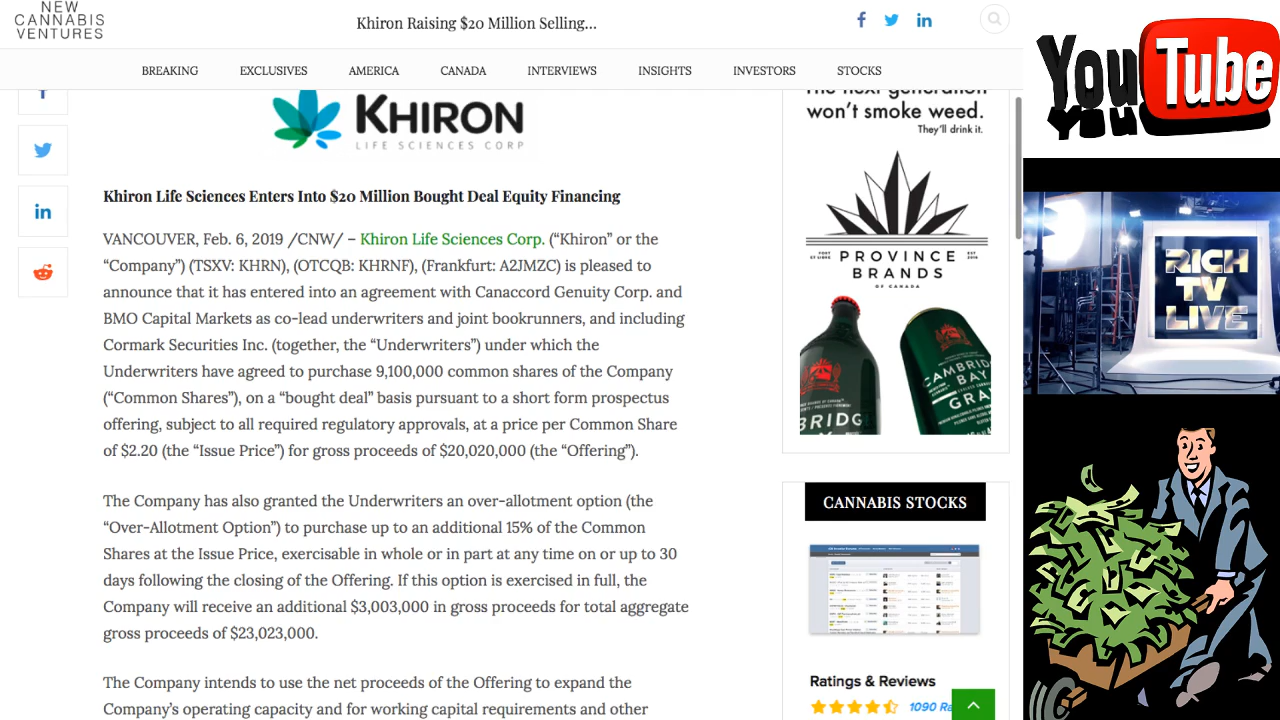 NEW
CANNABIS
VENTURES
Khiron Raising $20 Million Selling...
BREAKING
EXCLUSIVES
AMERICA
CANADA
INTERVIEWS
INSIGHTS
INVESTORS
STOCKS
KHIRON
LIFE SCIENCES CORP
Khiron Life Sciences Enters Into $20 Million Bought Deal Equity Financing
VANCOUVER, Feb. 6, 2019 /CNW/ – Khiron Life Sciences Corp. (“Khiron” or the
“Company”) (TSXV: KHRN), (OTCQB: KHRNF), (Frankfurt: A2JMZC) is pleased to
announce that it has entered into an agreement with Canaccord Genuity Corp. and
BMO Capital Markets as co-lead underwriters and joint bookrunners, and including
Cormark Securities Inc. (together, the “Underwriters”) under which the
Underwriters have agreed to purchase 9,100,000 common shares of the Company
(“Common Shares”), on a “bought deal” basis pursuant to a short form prospectus
offering, subject to all required regulatory approvals, at a price per Common Share
of $2.20 (the “Issue Price”) for gross proceeds of $20,020,000 (the “Offering”).
The Company has also granted the Underwriters an over-allotment option (the
“Over-Allotment Option”) to purchase up to an additional 15% of the Common
Shares at the Issue Price, exercisable in whole or in part at any time on or up to 30
days following the closing of the Offering. If this option is exercised in full, the
Company will receive an additional $3,003,000 in gross proceeds for total aggregate
gross proceeds of $23,023,000.
The Company intends to use the net proceeds of the Offering to expand the
Company’s operating capacity and for working capital requirements and other
The next generation
won’t smoke weed.
They’ll drink it.
PROVINCE
BRANDS
OF CANADA
BRIDG
CAMBRIDG
BAY
GRA
CANNABIS STOCKS
Ratings & Reviews
1090 Ra
You Tube
RICH
TV
LIVE